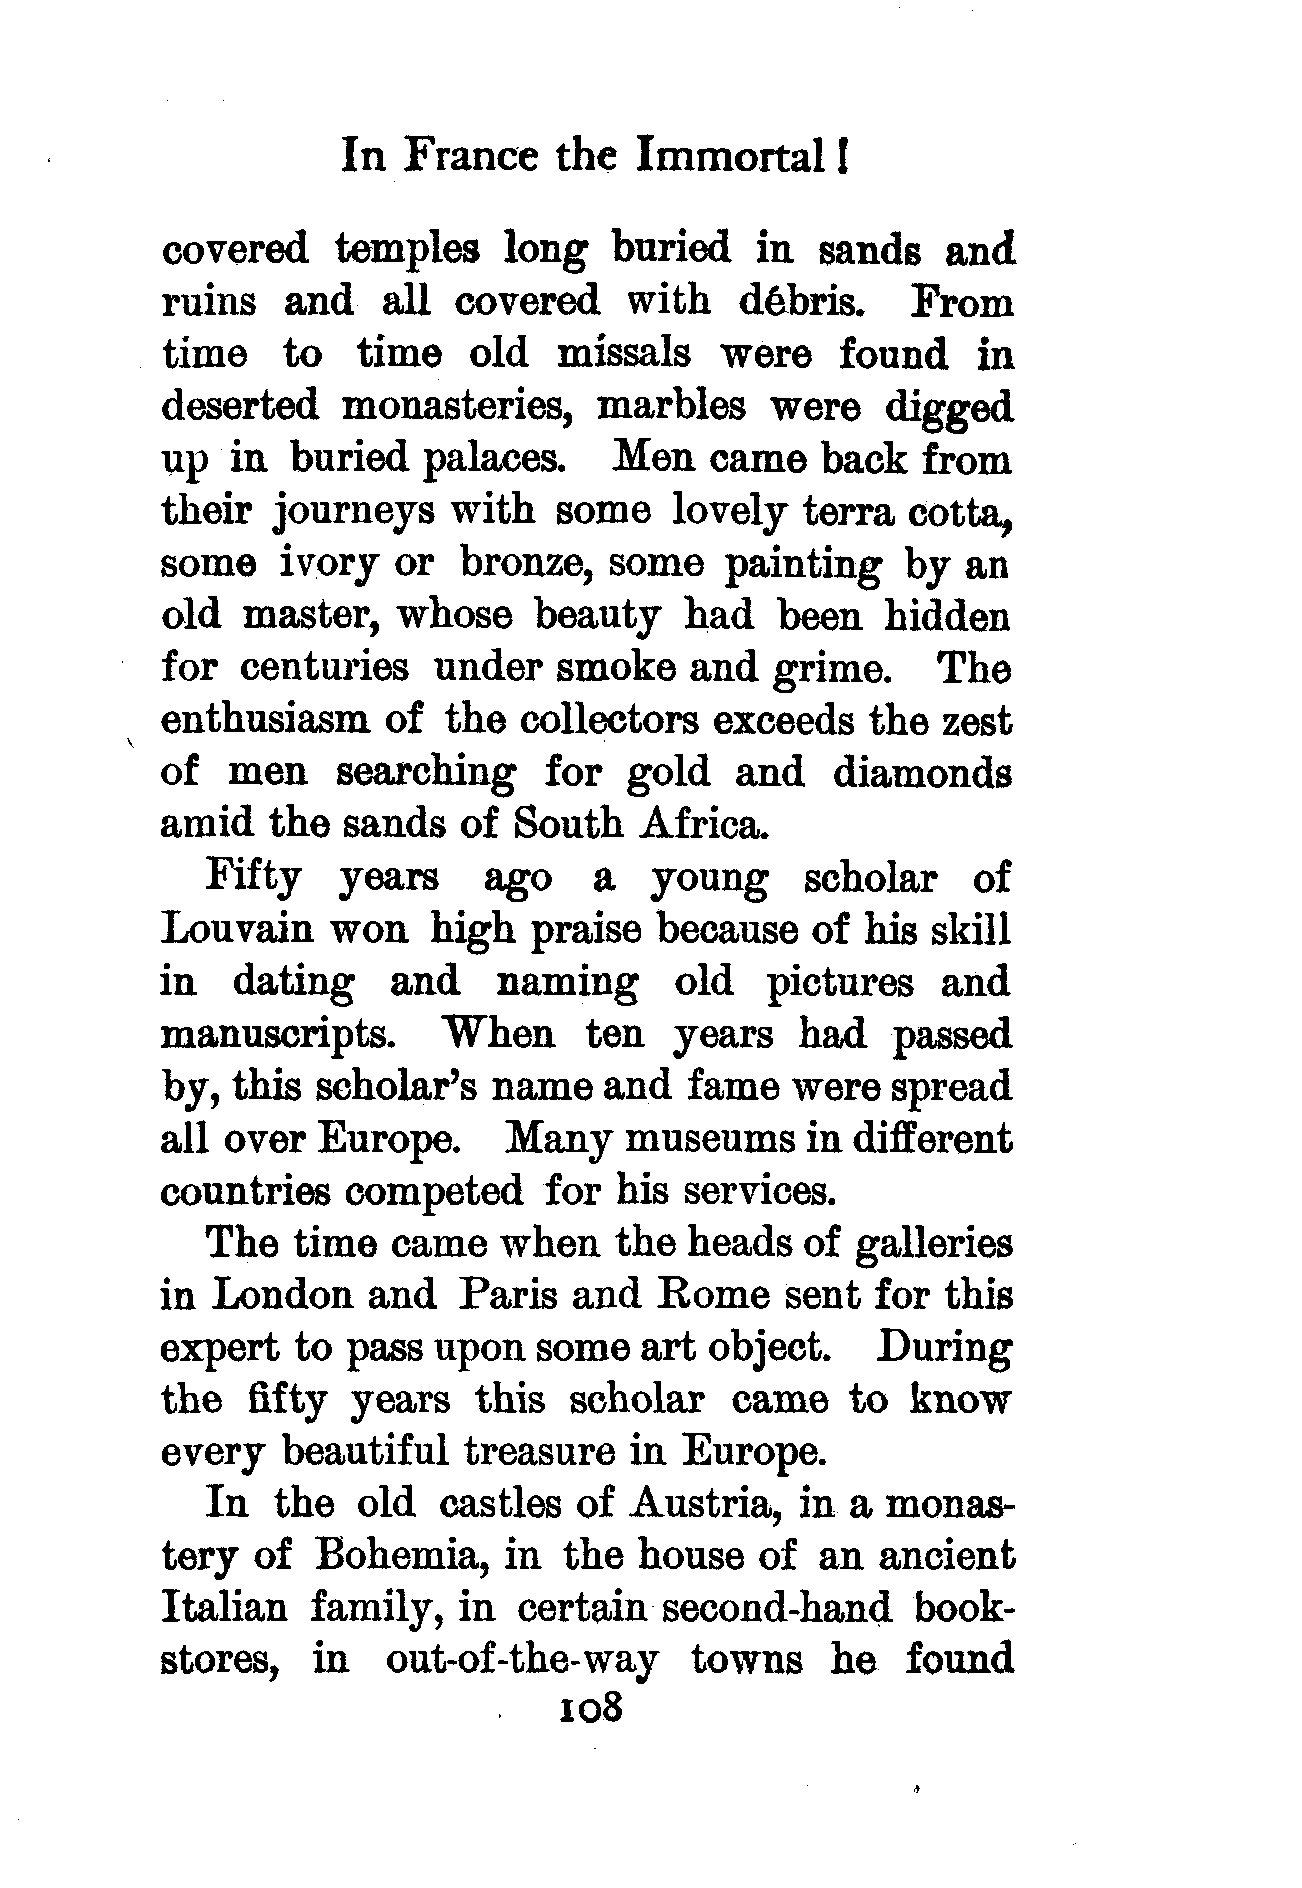 In France the Immortal!
covered temples long buried in sands and
ruins and all covered with débris. From
time to time old missals were found in
deserted monasteries, marbles were digged
up in buried palaces. Men came back from
their journeys with some lovely terra cotta,
some ivory or bronze, some painting by an
old master, whose beauty had been hidden
for centuries under smoke and grime. The
enthusiasm of the collectors exceeds the zest
of men searching for gold and diamonds
amid the sands of South Africa.
Fifty years ago a young scholar of
Louvain won high praise because of his skill
in dating and naming old pictures and
manuscripts. When ten years had passed
by, this scholar's name and fame were spread
all over Europe. Many museums in different
countries competed for his services.
The time came when the heads of galleries
in London and Paris and Rome sent for this
expert to pass upon some art object. During
the fifty years this scholar came to know
every beautiful treasure in Europe.
In the old castles of Austria, in a monas-
tery of Bohemia, in the house of an ancient
Italian family, in certain second-hand book-
stores, in out-of-the-way towns he found
108